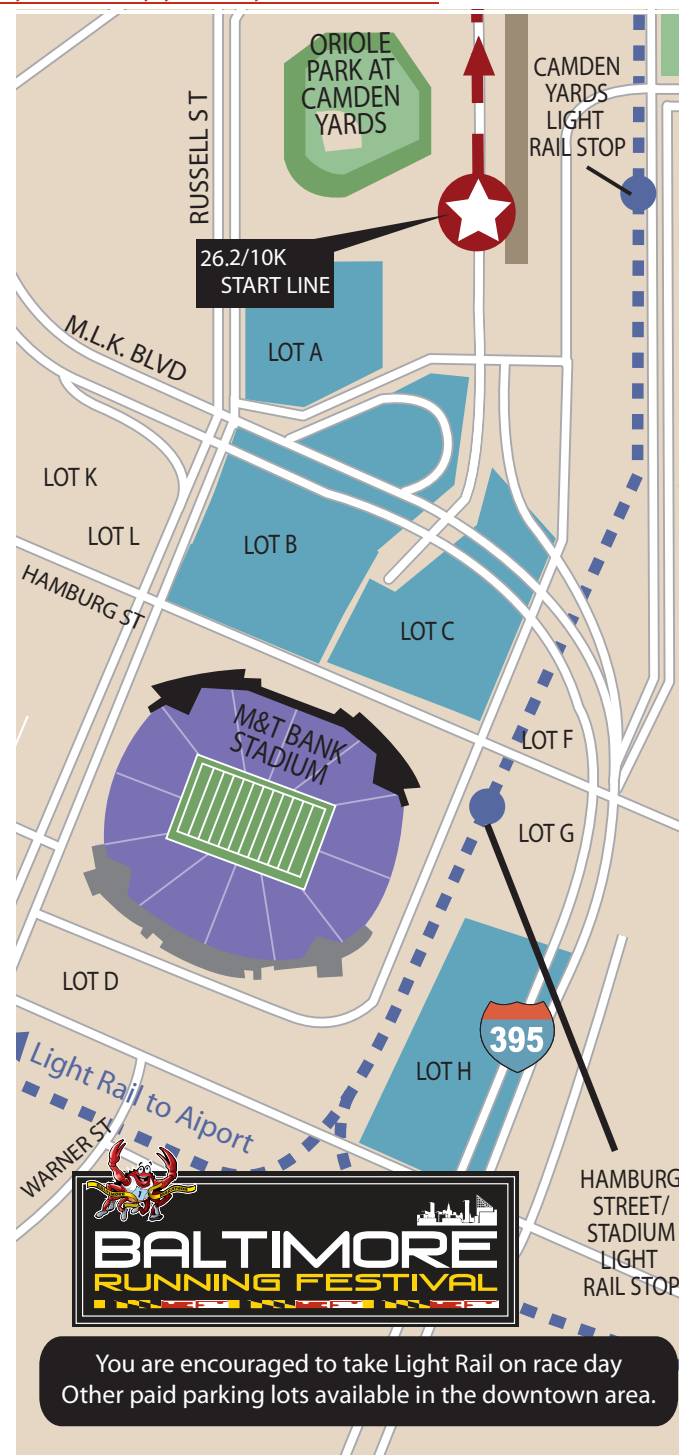 ORIOLE
PARK AT
CAMDEN
YARDS
CAMDEN
YARDS
LIGHT
RAIL STOP
RUSSELL ST
26.2/10K
START LINE
LOT A
M.L.K. BLVD
LOT K
LOT L
LOT B
HAMBURG ST
LOT C
M&T BANK
STADIUM
LOT F
LOT G
LOT D
395
LOT H
Light Rail to Aiport
WARNER ST
HAMBURG
STREET/
STADIUM
LIGHT
RAIL STOP
BALTIMORE
RUNNING FESTIVAL
You are encouraged to take Light Rail on race day
Other paid parking lots available in the downtown area.